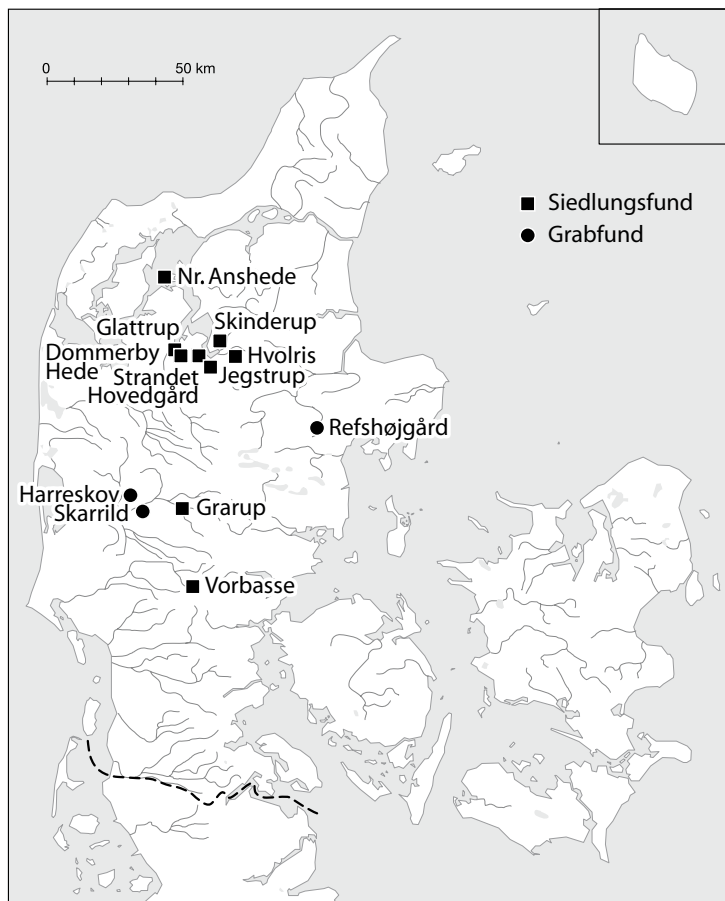 0
50 km
Siedlungsfund
Grabfund
Nr. Anshede
Glattrup
Skinderup
Dommerby
Hede
Hvolris
Strandet
Hovedgård
Jegstrup
Refshøjgård
Harreskov
Skarrild
Grarup
Vorbasse